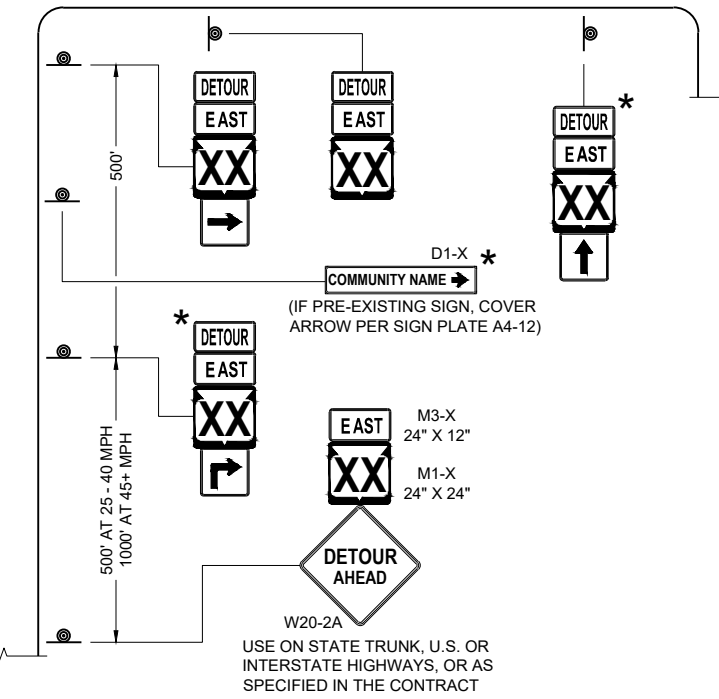 DETOUR
EAST
XX
DETOUR
EAST
XX
DETOUR
*
EAST
XX
500'
D1-X
*
COMMUNITY NAME
(IF PRE-EXISTING SIGN, COVER
ARROW PER SIGN PLATE A4-12)
*
DETOUR
EAST
XX
500' AT 25 - 40 MPH
1000' AT 45+ MPH
EAST
M3-X
24" X 12"
XX
M1-X
24" X 24"
DETOUR
AHEAD
W20-2A
USE ON STATE TRUNK, U.S. OR
INTERSTATE HIGHWAYS, OR AS
SPECIFIED IN THE CONTRACT